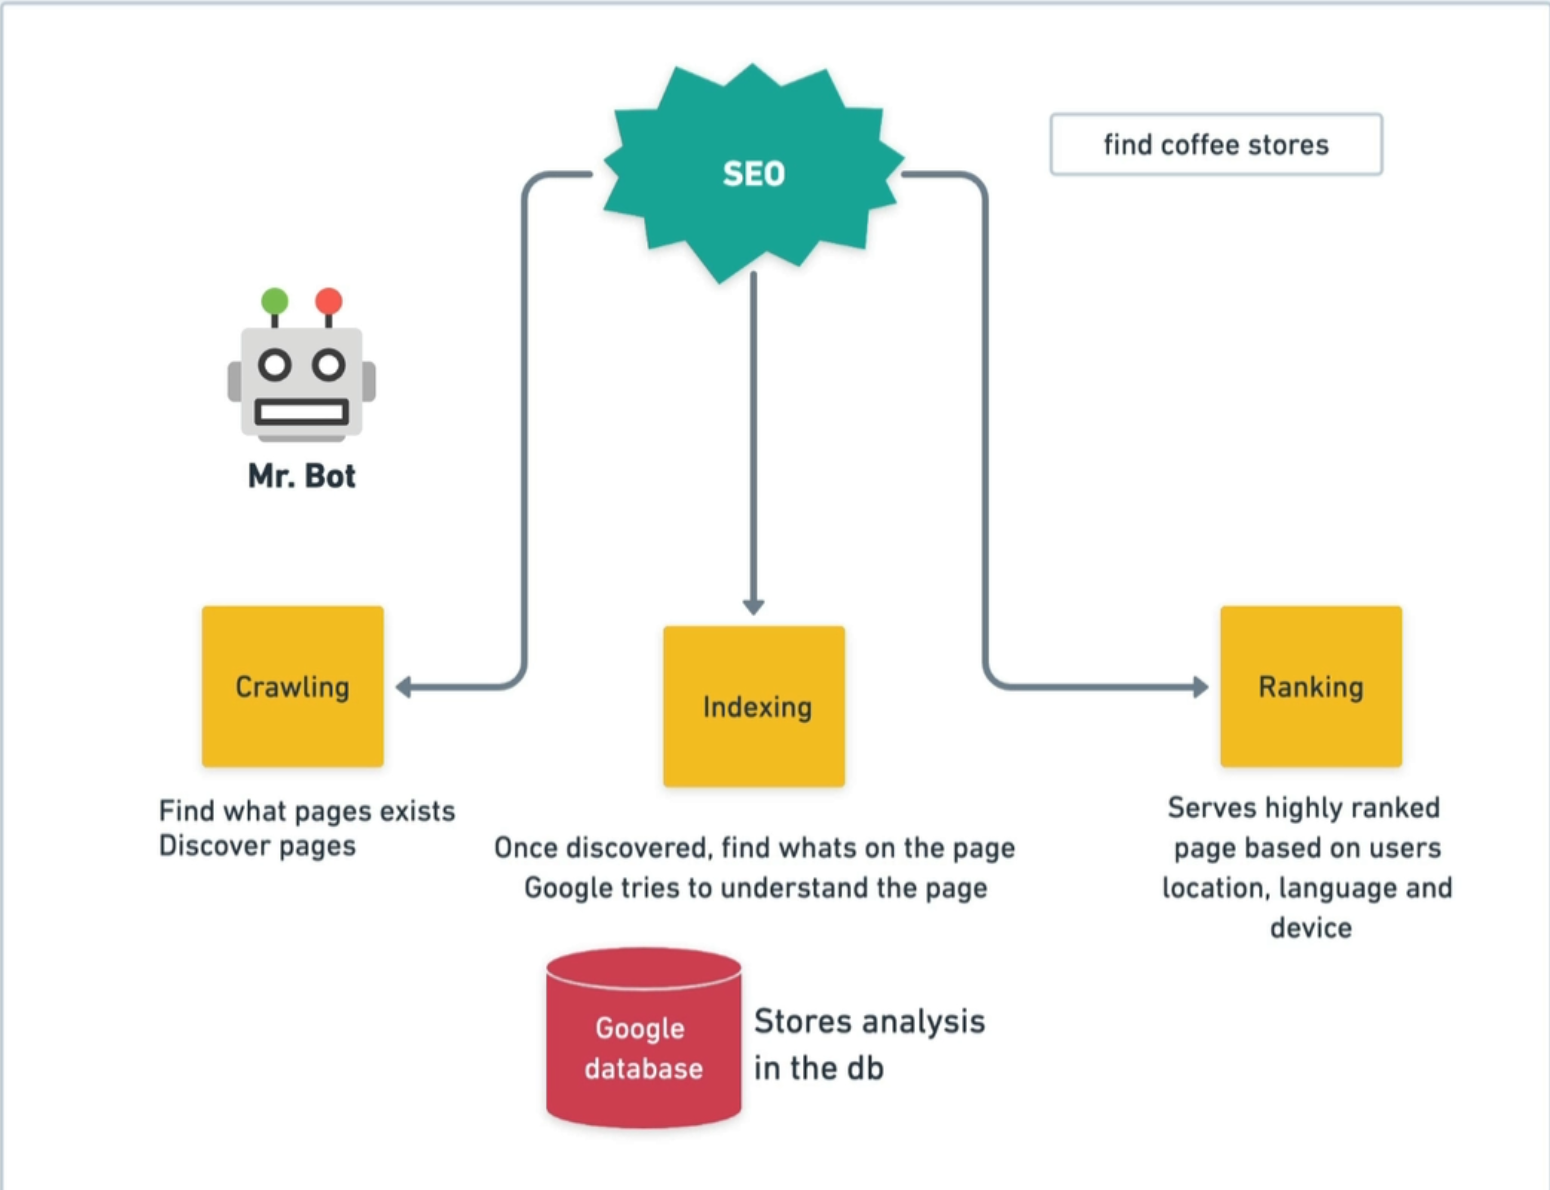 SEO
find coffee stores
Mr. Bot
Crawling
Find what pages exists
Discover pages
Indexing
Once discovered, find whats on the page
Google tries to understand the page
Google
database
Stores analysis
in the db
Ranking
Serves highly ranked
page based on users
location, language and
device